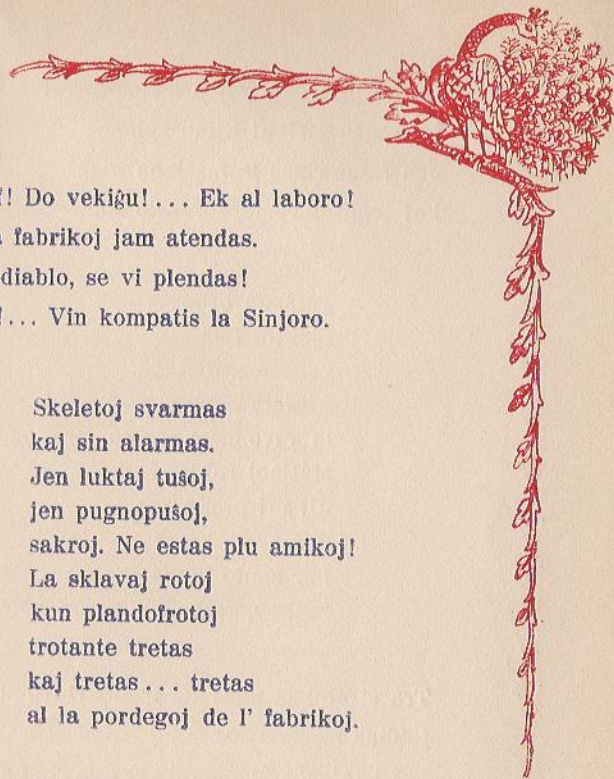 ! Do vekiĝu!... Ek al laboro!
fabrikoj jam atendas.
diablo, se vi plendas!
!... Vin kompatis la Sinjoro.
Skeletoj svarmas
kaj sin alarmas.
Jen luktaj tuŝoj,
jen pugnopuŝoj,
sakroj. Ne estas plu amikoj!
La sklavaj rotoj
kun plandofrotoj
trotante tretas
kaj tretas... tretas
al la pordegoj de l' fabrikoj.